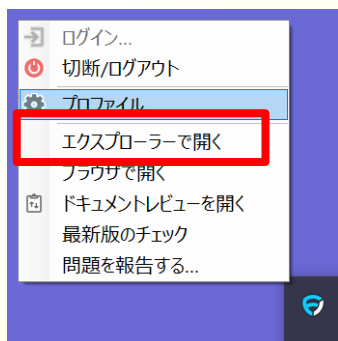 ログイン...
切断/ログアウト
プロファイル
エクスプローラーで開く
ブラウザで開く
ドキュメントレビューを開く
最新版のチェック
問題を報告する...